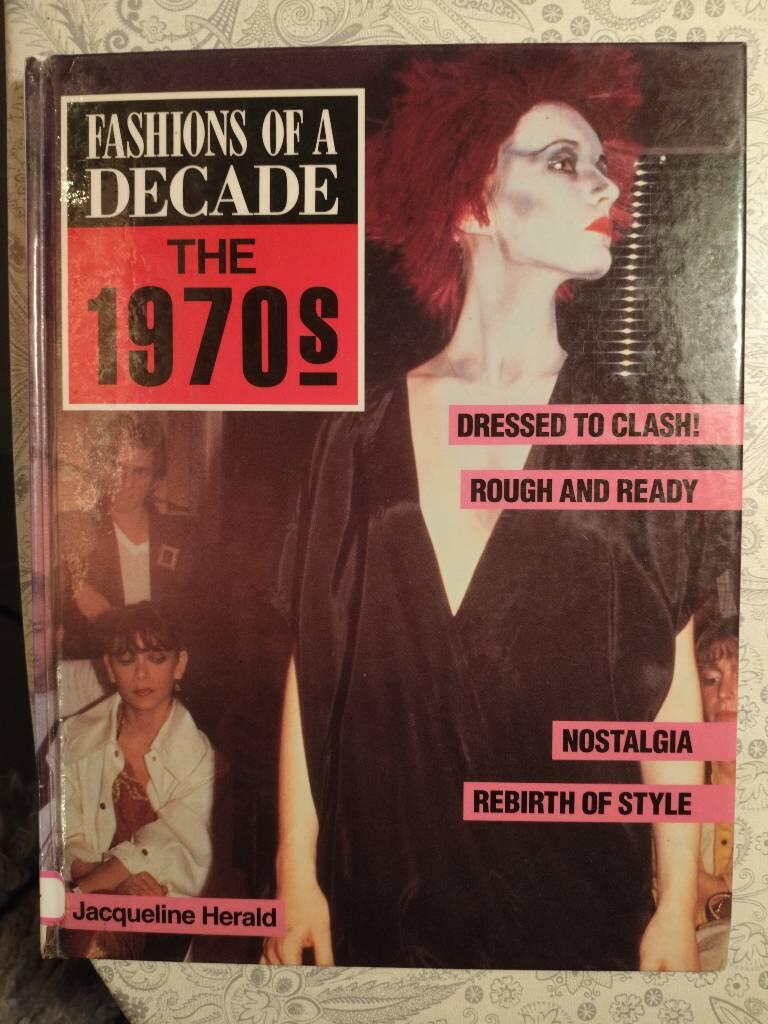 FASHIONS OF A
DECADE
THE
1970s
DRESSED TO CLASH!
ROUGH AND READY
NOSTALGIA
REBIRTH OF STYLE
Jacqueline Herald